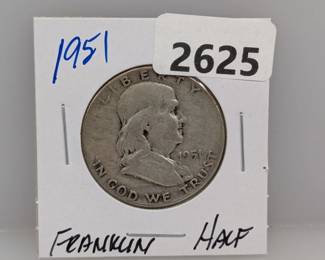 1951
2625
LIBERTY
1951
IN GOD WE TRUST
FRANKLIN HALF